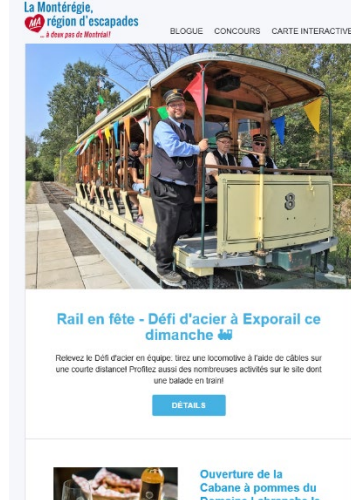 La Montérégie,
MA région d'escapades
... à deux pas de Montréal!
BLOGUE CONCOURS CARTE INTERACTIVE
8
Rail en fête - Défi d'acier à Exporail ce
dimanche 🚂
Relevez le Défi d'acier en équipe: tirez une locomotive à l'aide de câbles sur
une courte distance! Profitez aussi des nombreuses activités sur le site dont
une balade en train!
DÉTAILS
Ouverture de la
Cabane à pommes du